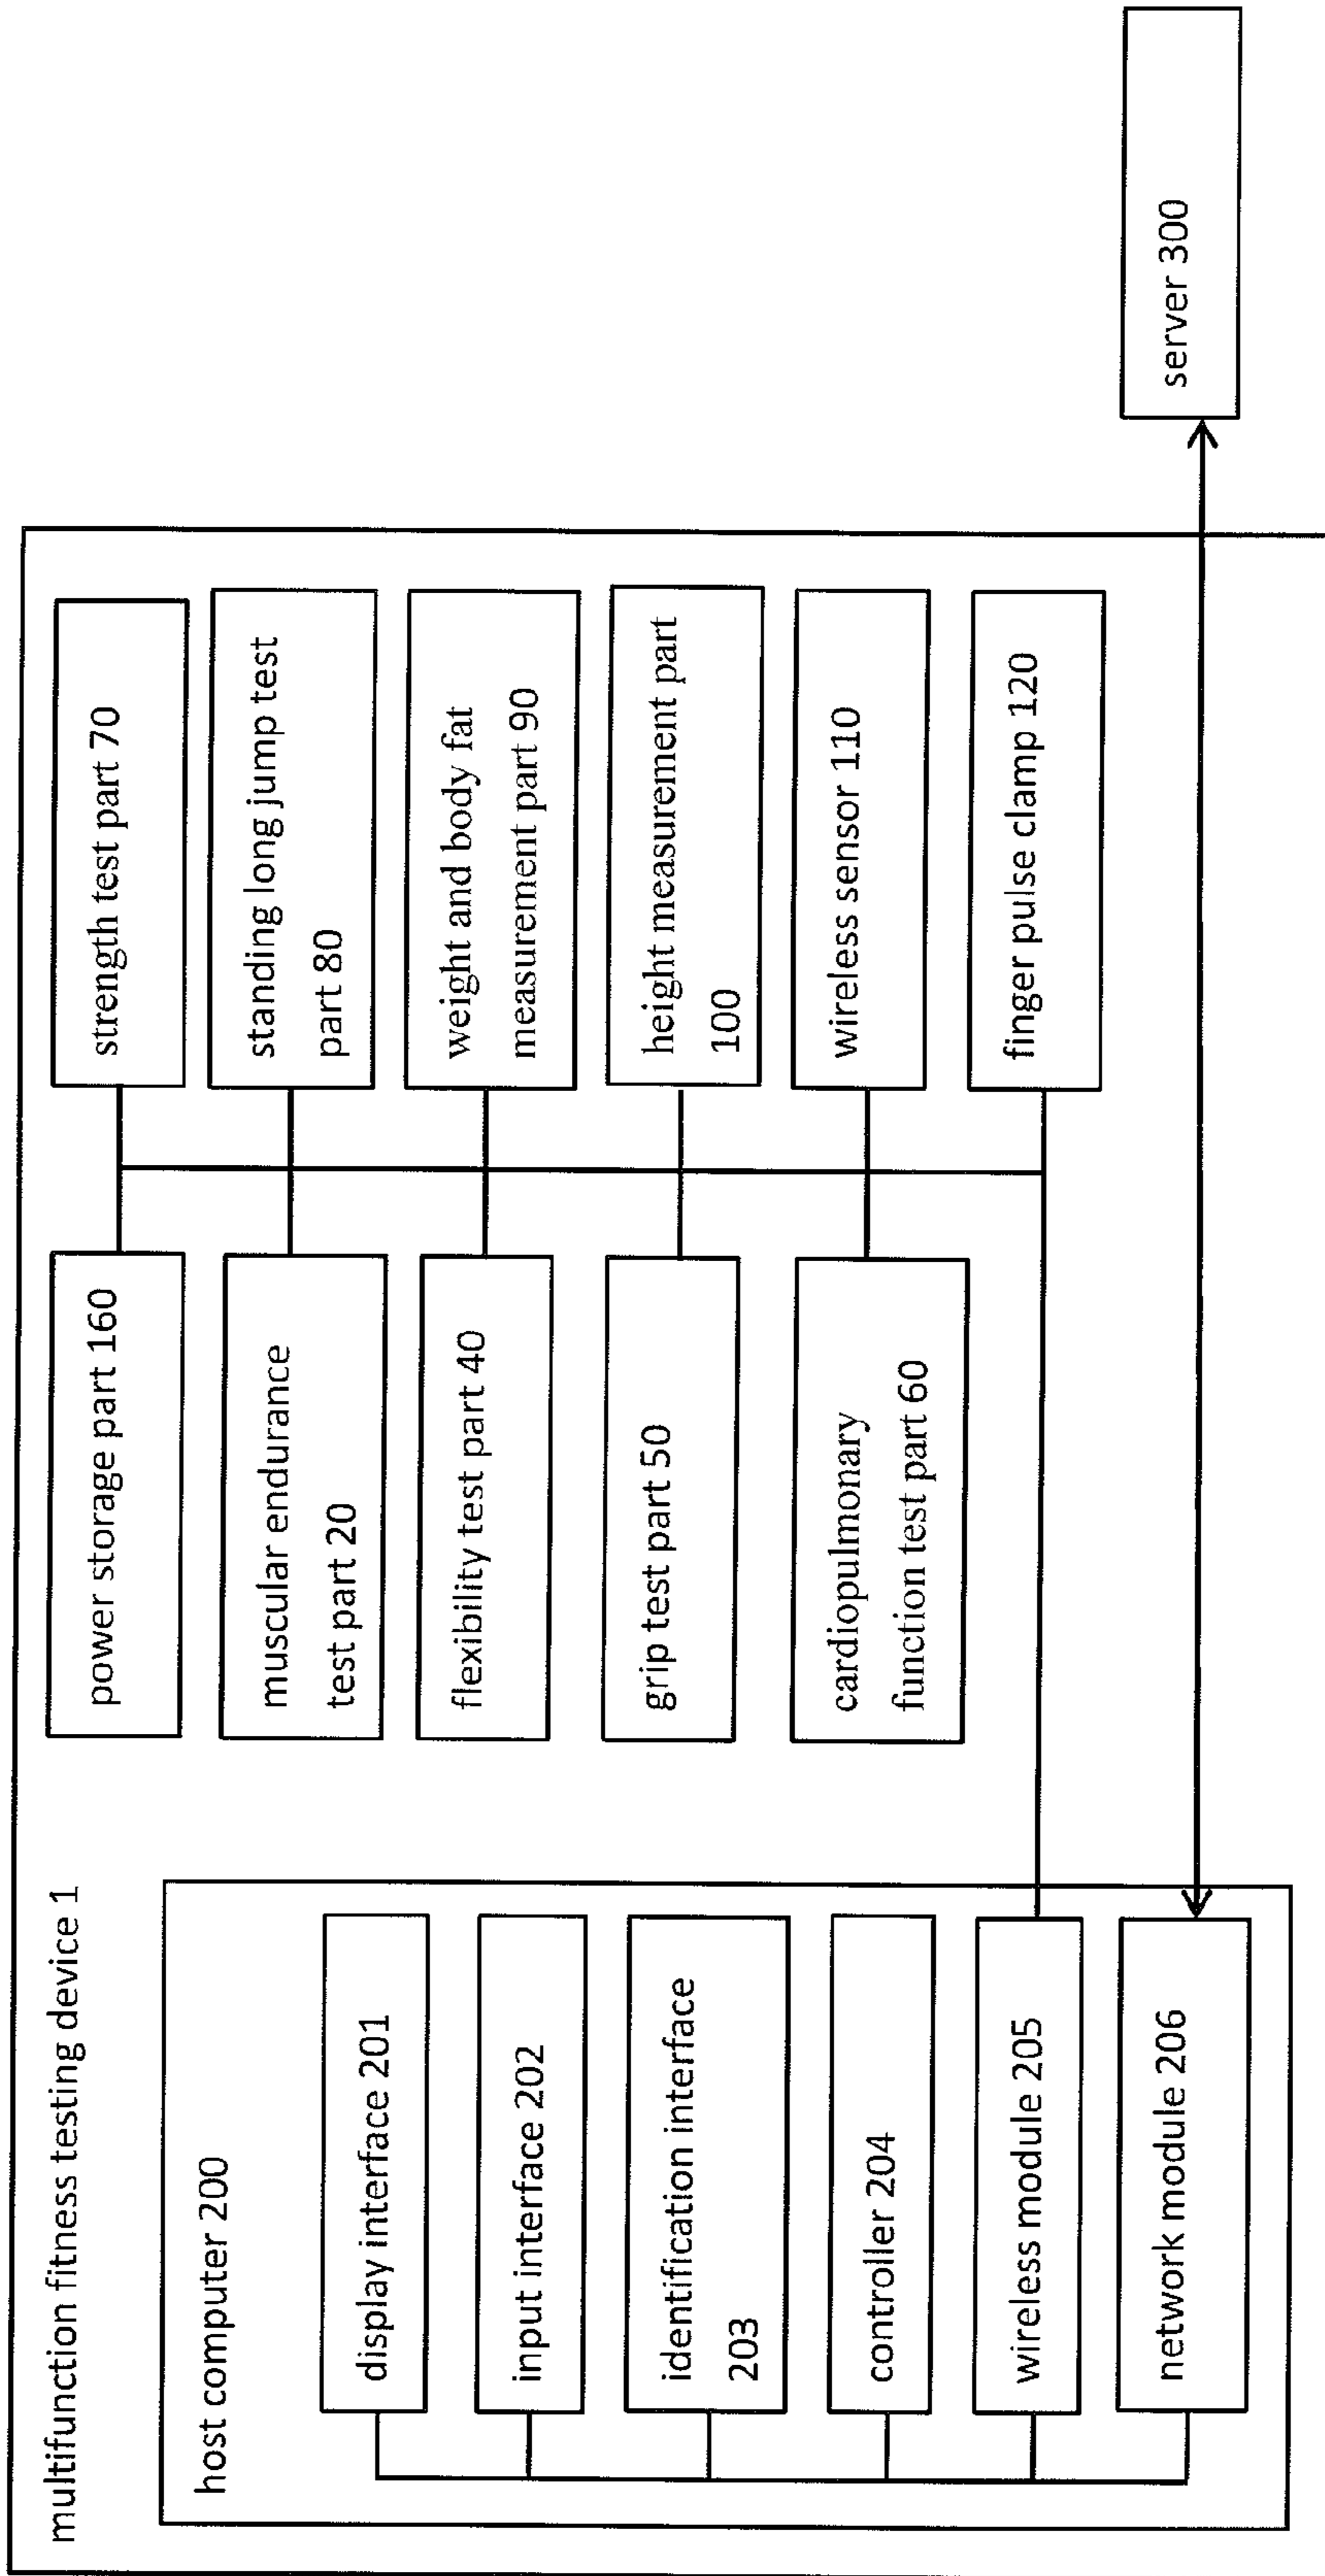 multifunction fitness testing device 1
host computer 200
display interface 201
input interface 202
identification interface
203
controller 204
wireless module 205
network module 206
power storage part 160
muscular endurance
test part 20
flexibility test part 40
grip test part 50
cardiopulmonary
function test part 60
strength test part 70
standing long jump test
part 80
weight and body fat
measurement part 90
height measurement part
100
wireless sensor 110
finger pulse clamp 120
server 300